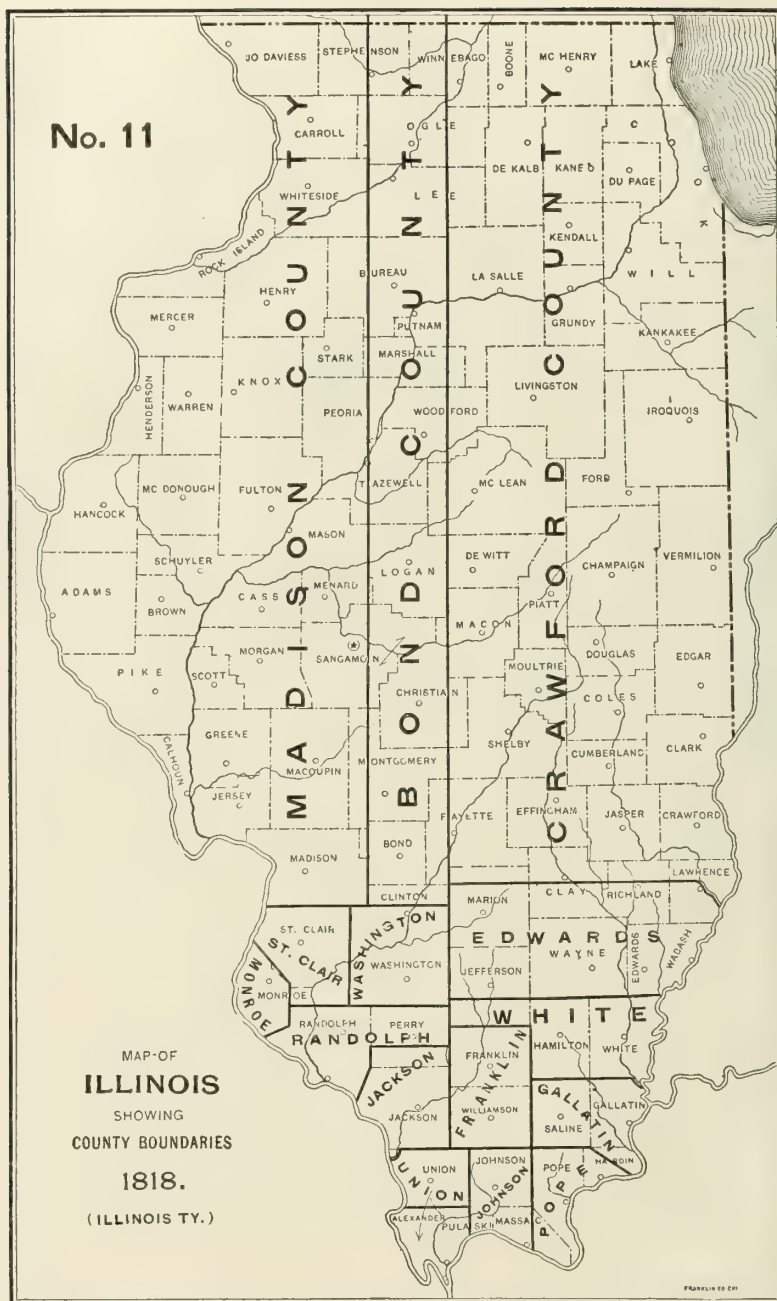 No. 11
JO DAVIESS
STEPHENSON
WINNEBAGO
BOONE
MC HENRY
LAKE
CARROLL
OGLE
DE KALB
KANE
COOK
DU PAGE
WHITESIDE
LEE
KENDALL
ROCK ISLAND
HENRY
BUREAU
LA SALLE
WILL
MERCER
PUTNAM
GRUNDY
KANKAKEE
STARK
MARSHALL
HENDERSON
WARREN
KNOX
PEORIA
WOODFORD
LIVINGSTON
IROQUOIS
HANCOCK
MC DONOUGH
FULTON
TAZEWELL
MC LEAN
FORD
MASON
ADAMS
SCHUYLER
BROWN
CASS
MENARD
LOGAN
DE WITT
CHAMPAIGN
VERMILION
PIATT
MACON
PIKE
SCOTT
MORGAN
SANGAMON
CHRISTIAN
MOULTRIE
DOUGLAS
EDGAR
COLES
CALHOUN
GREENE
MACOUPIN
MONTGOMERY
SHELBY
CUMBERLAND
CLARK
JERSEY
BOND
FAYETTE
EFFINGHAM
JASPER
CRAWFORD
MADISON
CLINTON
MARION
CLAY
RICHLAND
LAWRENCE
MADISON COUNTY
BOND COUNTY
CRAWFORD COUNTY
ST. CLAIR
ST. CLAIR
WASHINGTON
WASHINGTON
EDWARDS
WAYNE
EDWARDS
WABASH
JEFFERSON
MONROE
MONROE
RANDOLPH
PERRY
RANDOLPH
WHITE
HAMILTON
WHITE
FRANKLIN
FRANKLIN
JACKSON
JACKSON
WILLIAMSON
GALLATIN
GALLATIN
SALINE
UNION
UNION
JOHNSON
JOHNSON
POPE
POPE
HARDIN
ALEXANDER
PULASKI
MASSAC
MAP-OF
ILLINOIS
SHOWING
COUNTY BOUNDARIES
1818.
(ILLINOIS TY.)
FRANKLIN CO CHI